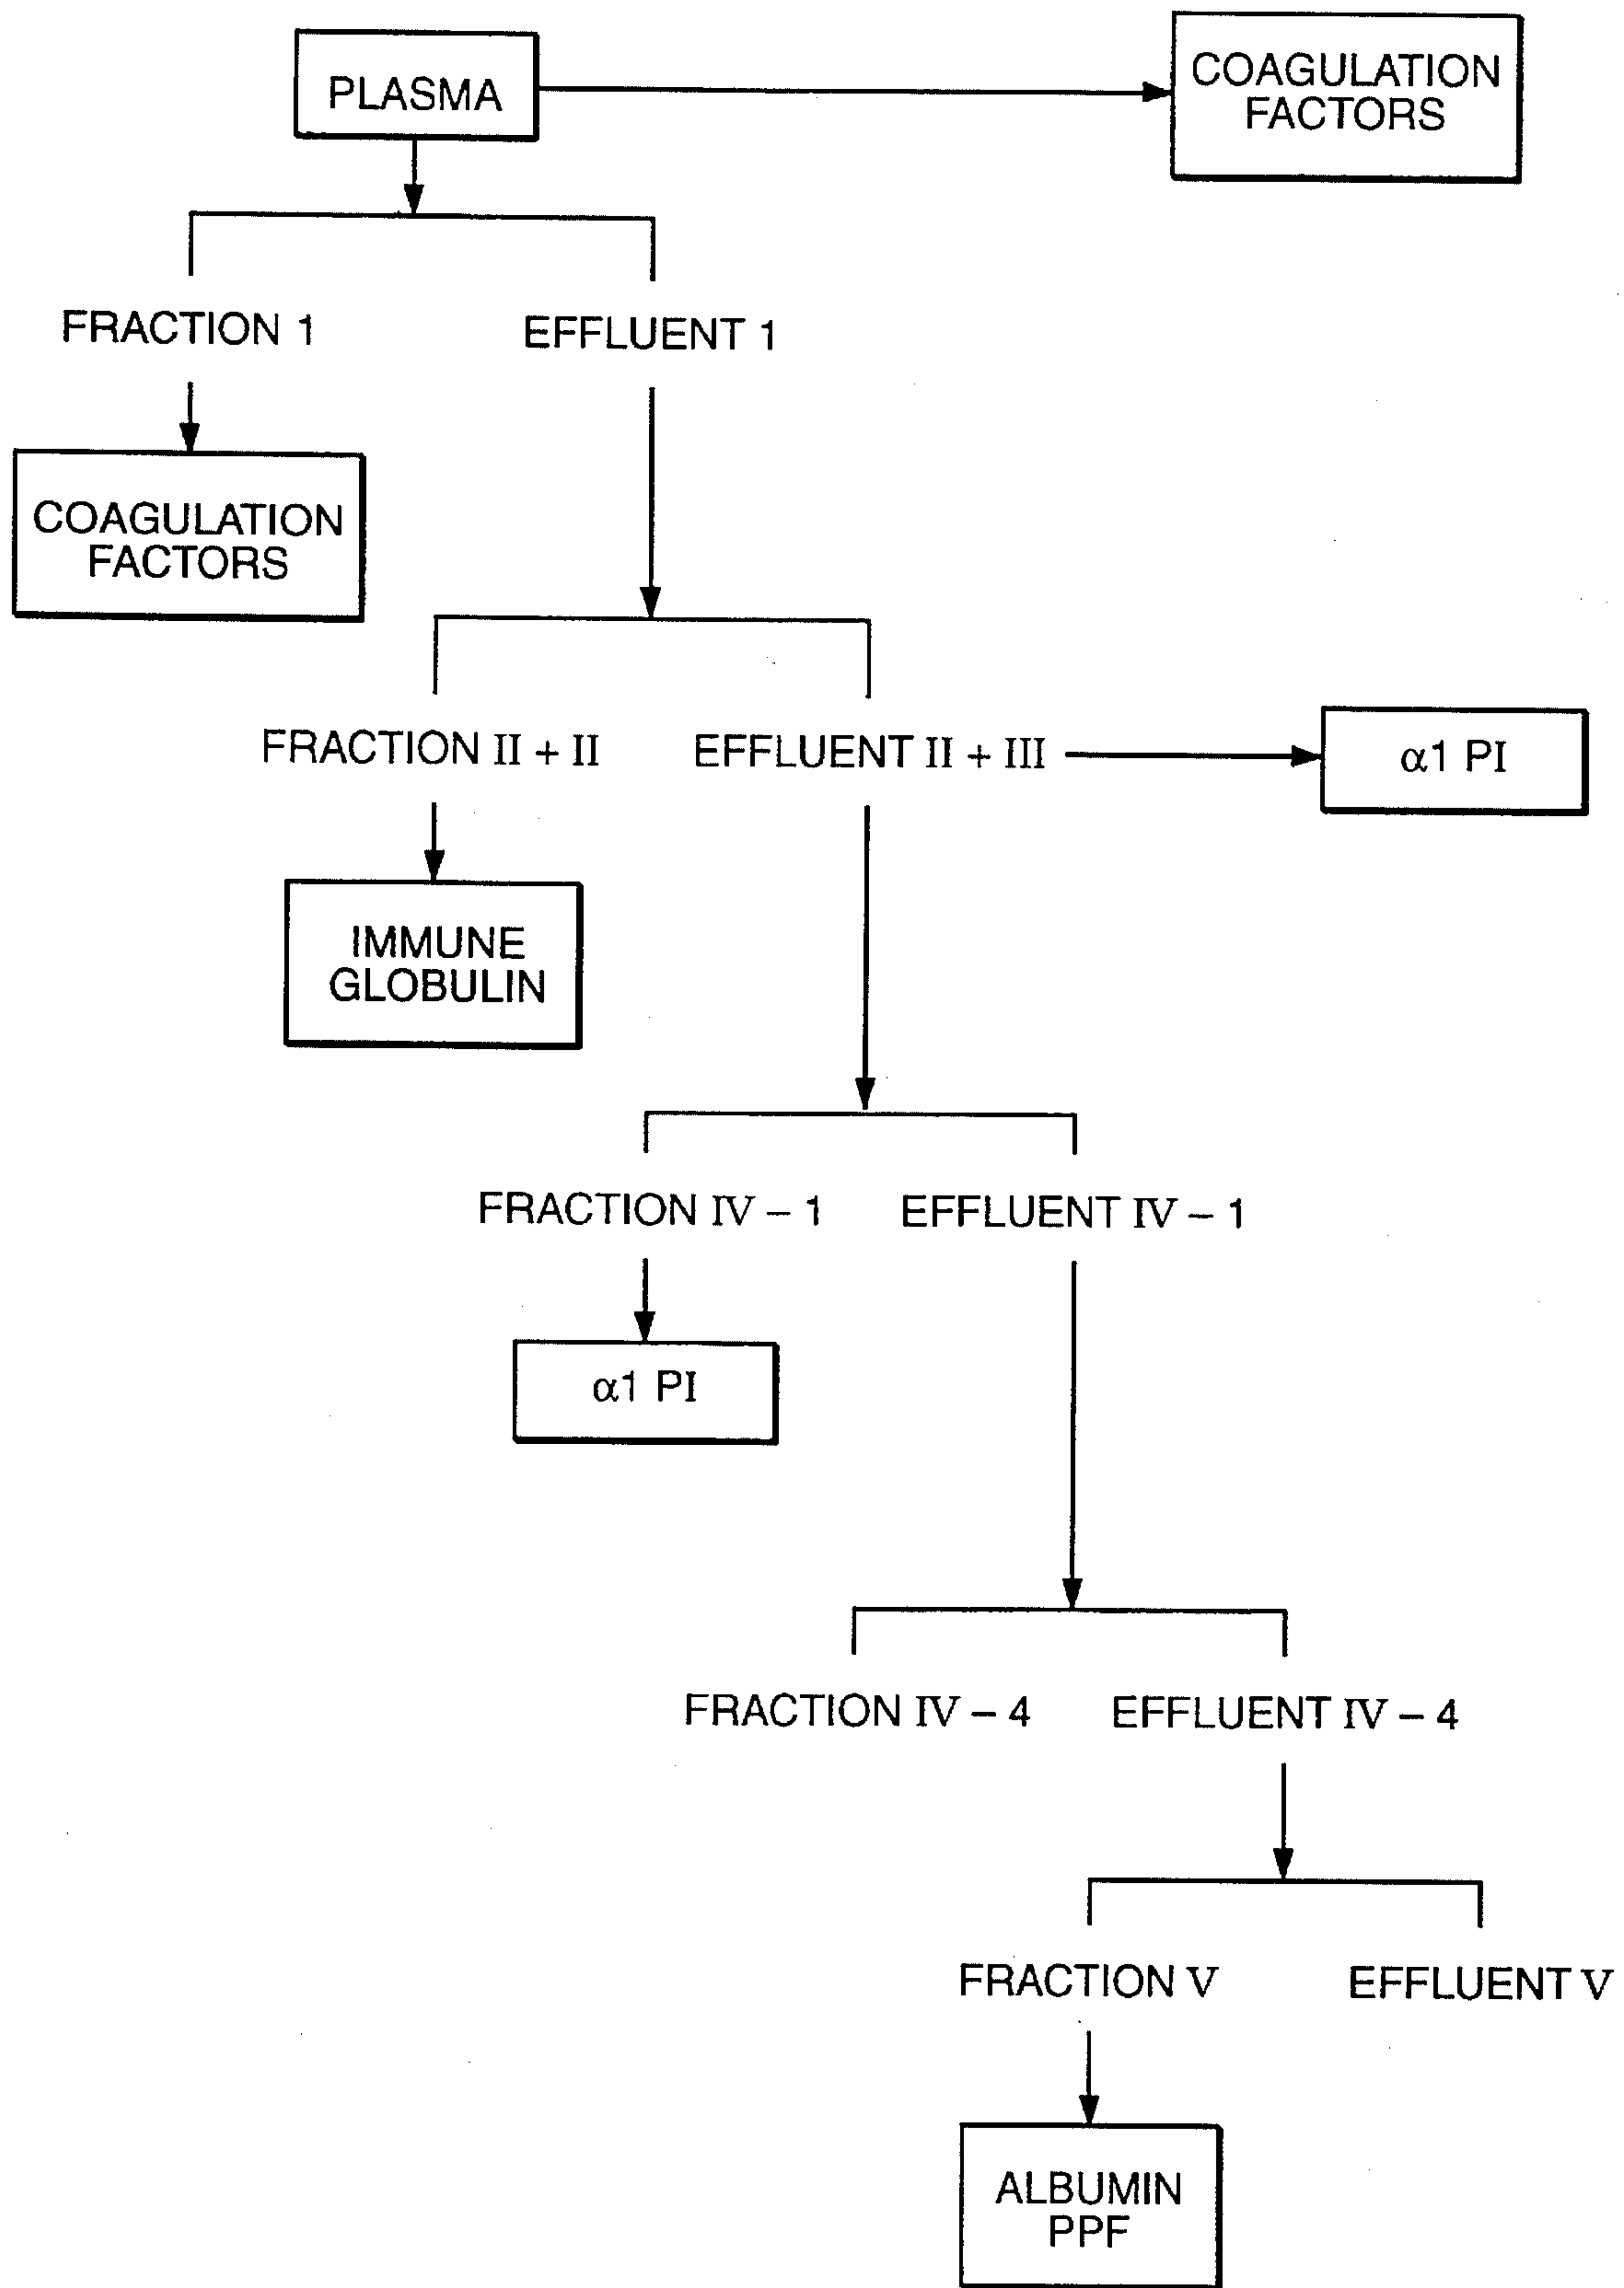 PLASMA
COAGULATION
FACTORS
FRACTION 1
EFFLUENT 1
COAGULATION
FACTORS
FRACTION II + II
EFFLUENT II + III
α1 PI
IMMUNE
GLOBULIN
FRACTION IV – 1
EFFLUENT IV – 1
α1 PI
FRACTION IV – 4
EFFLUENT IV – 4
FRACTION V
EFFLUENT V
ALBUMIN
PPF